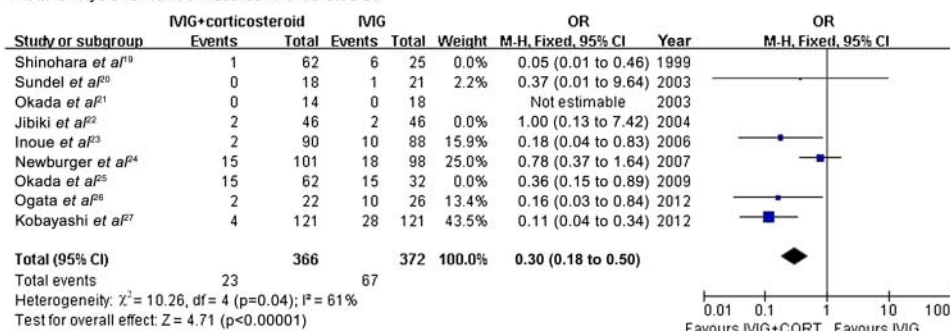 IVIG+corticosteroid IVIG OR OR
Study or subgroup Events Total Events Total Weight M-H, Fixed, 95% CI Year M-H, Fixed, 95% CI
Shinohara et al¹⁹ 1 62 6 25 0.0% 0.05 (0.01 to 0.46) 1999
Sundel et al²⁰ 0 18 1 21 2.2% 0.37 (0.01 to 9.64) 2003
Okada et al²¹ 0 14 0 18 Not estimable 2003
Jibiki et al²² 2 46 2 46 0.0% 1.00 (0.13 to 7.42) 2004
Inoue et al²³ 2 90 10 88 15.9% 0.18 (0.04 to 0.83) 2006
Newburger et al²⁴ 15 101 18 98 25.0% 0.78 (0.37 to 1.64) 2007
Okada et al²⁵ 15 62 15 32 0.0% 0.36 (0.15 to 0.89) 2009
Ogata et al²⁶ 2 22 10 26 13.4% 0.16 (0.03 to 0.84) 2012
Kobayashi et al²⁷ 4 121 28 121 43.5% 0.11 (0.04 to 0.34) 2012
Total (95% CI) 366 372 100.0% 0.30 (0.18 to 0.50)
Total events 23 67
Heterogeneity: χ² = 10.26, df = 4 (p=0.04); I² = 61%
Test for overall effect: Z = 4.71 (p<0.00001)
0.01 0.1 1 10 100
Favours IVIG+CORT Favours IVIG